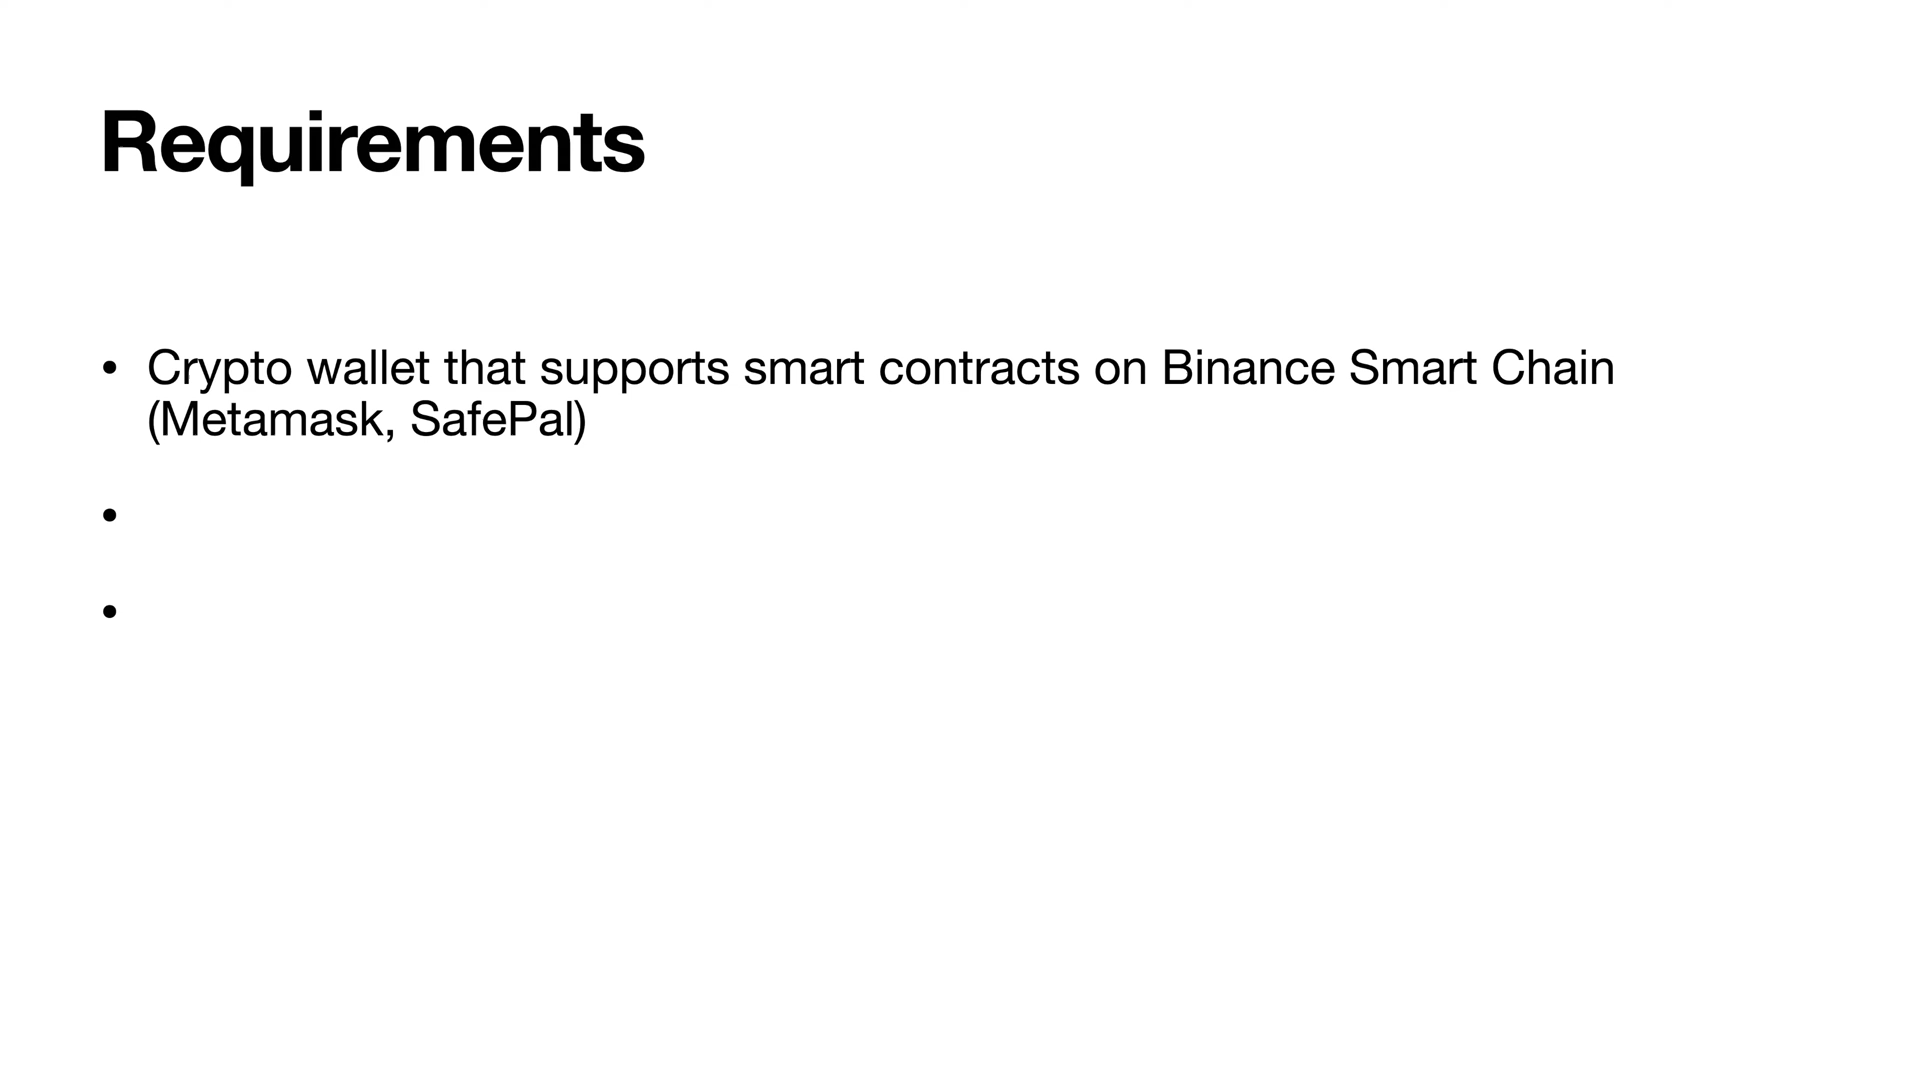 Requirements
• Crypto wallet that supports smart contracts on Binance Smart Chain
(Metamask, SafePal)
•
•